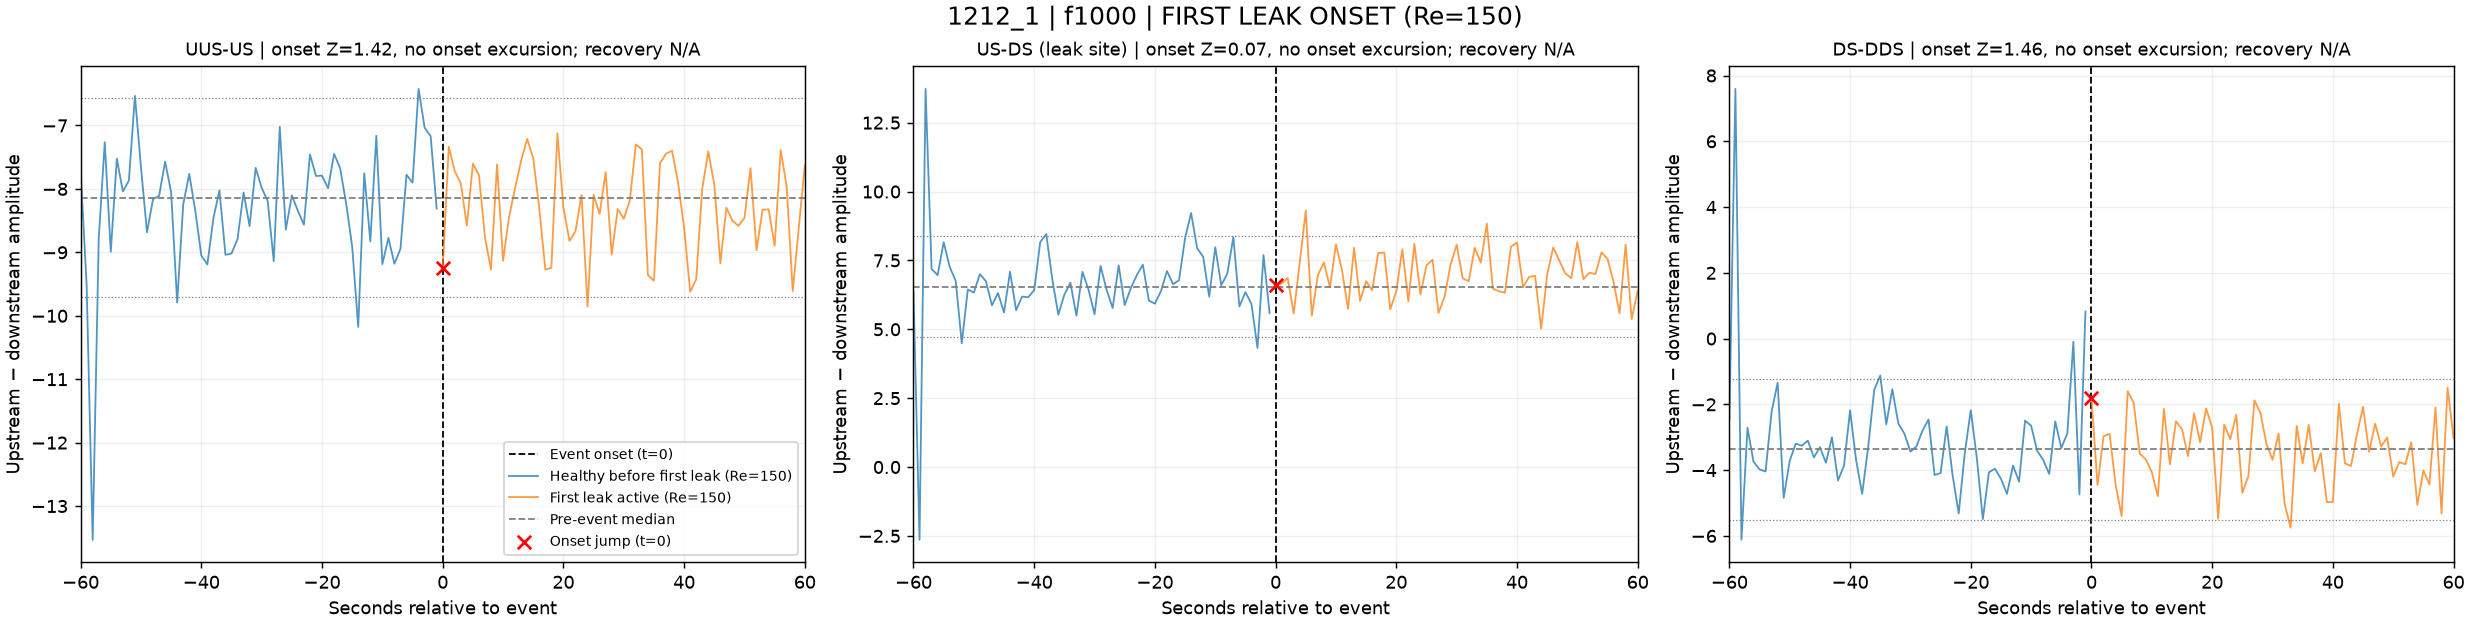 1212_1 | f1000 | FIRST LEAK ONSET (Re=150)
UUS-US | onset Z=1.42, no onset excursion; recovery N/A
Upstream − downstream amplitude
−7
−8
−9
−10
−11
−12
−13
Event onset (t=0)
Healthy before first leak (Re=150)
First leak active (Re=150)
Pre-event median
Onset jump (t=0)
−60 −40 −20 0 20 40 60
Seconds relative to event
US-DS (leak site) | onset Z=0.07, no onset excursion; recovery N/A
Upstream − downstream amplitude
12.5
10.0
7.5
5.0
2.5
0.0
−2.5
−60 −40 −20 0 20 40 60
Seconds relative to event
DS-DDS | onset Z=1.46, no onset excursion; recovery N/A
Upstream − downstream amplitude
8
6
4
2
0
−2
−4
−6
−60 −40 −20 0 20 40 60
Seconds relative to event